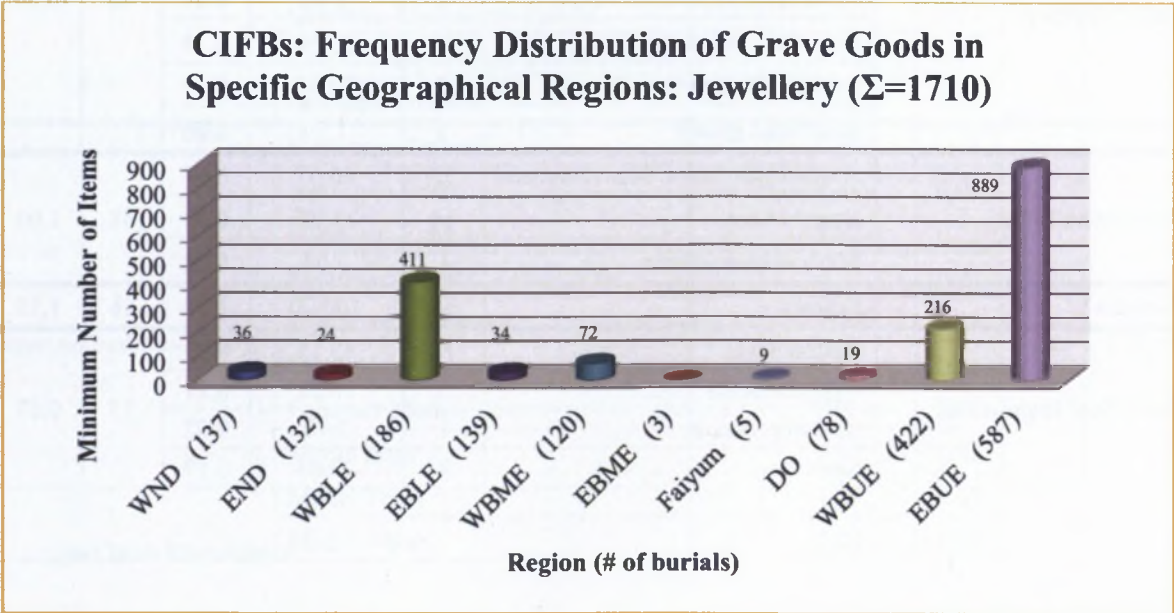 CIFBs: Frequency Distribution of Grave Goods in
Specific Geographical Regions: Jewellery (Σ=1710)
Minimum Number of Items
900
800
700
600
500
400
300
200
100
0
36
24
411
34
72
9
19
216
889
WND (137)
END (132)
WBLE (186)
EBLE (139)
WBME (120)
EBME (3)
Faiyum (5)
DO (78)
WBUE (422)
EBUE (587)
Region (# of burials)